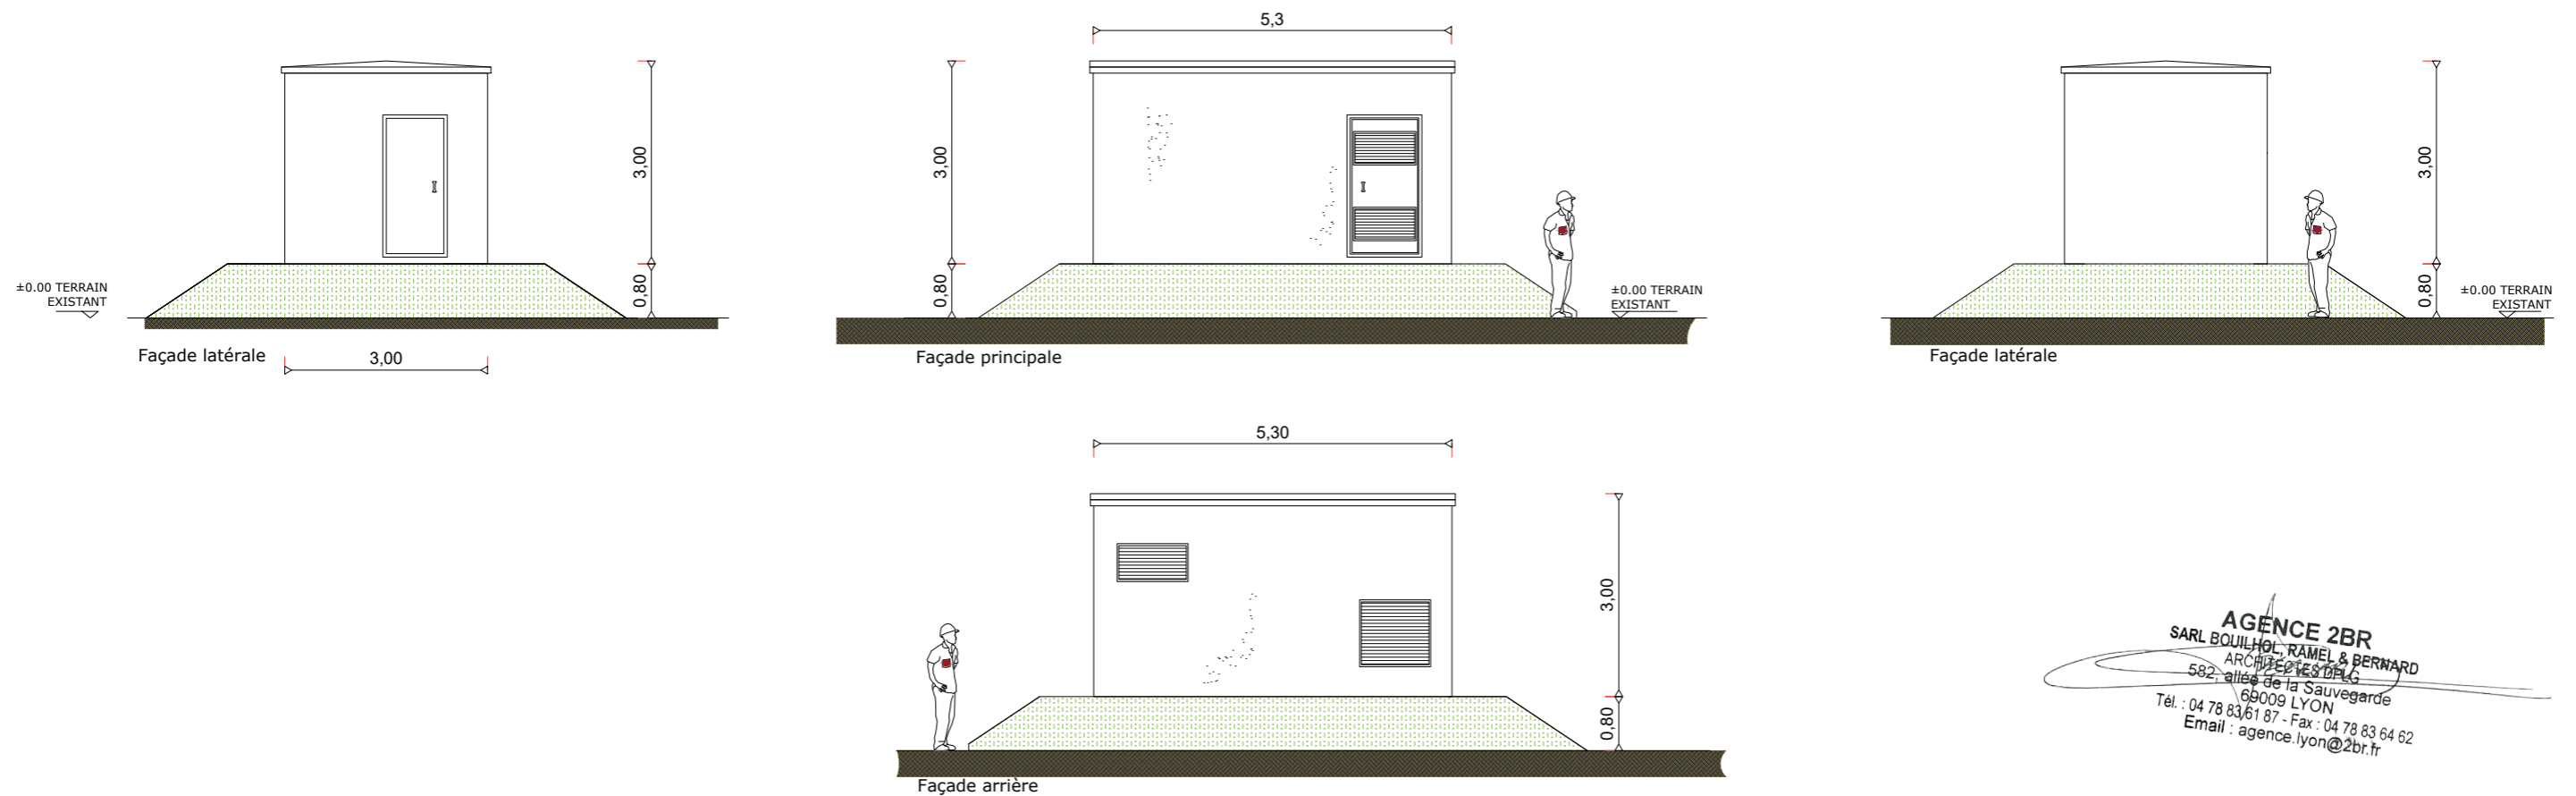 5,3
3,00
0,80
±0.00 TERRAIN
EXISTANT
Façade latérale
3,00
3,00
0,80
±0.00 TERRAIN
EXISTANT
Façade principale
3,00
0,80
±0.00 TERRAIN
EXISTANT
Façade latérale
5,30
3,00
0,80
Façade arrière
AGENCE 2BR
SARL BOUILHOL, RAMEL & BERNARD
ARCHITECTES DPLG
582, allée de la Sauvegarde
69009 LYON
Tél. : 04 78 83 61 87 - Fax : 04 78 83 64 62
Email : agence.lyon@2br.fr